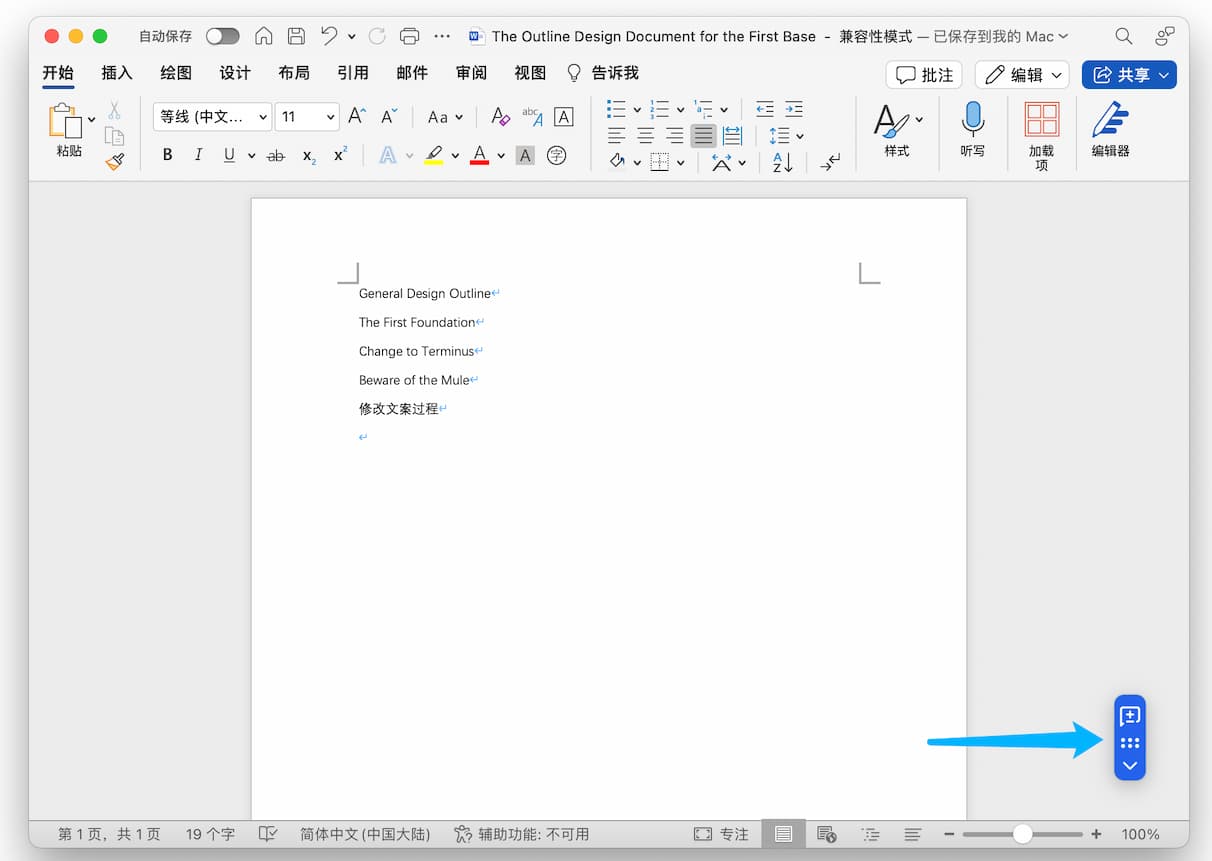 自动保存 The Outline Design Document for the First Base - 兼容性模式 — 已保存到我的 Mac
开始 插入 绘图 设计 布局 引用 邮件 审阅 视图 告诉我 批注 编辑 共享
粘贴
等线 (中文... 11 A A Aa A abc A A
B I U ab x₂ x² A A A 字
A Z
样式
听写
加载项
编辑器
General Design Outline
The First Foundation
Change to Terminus
Beware of the Mule
修改文案过程
第 1 页，共 1 页 19 个字 简体中文 (中国大陆) 辅助功能: 不可用 专注 100%